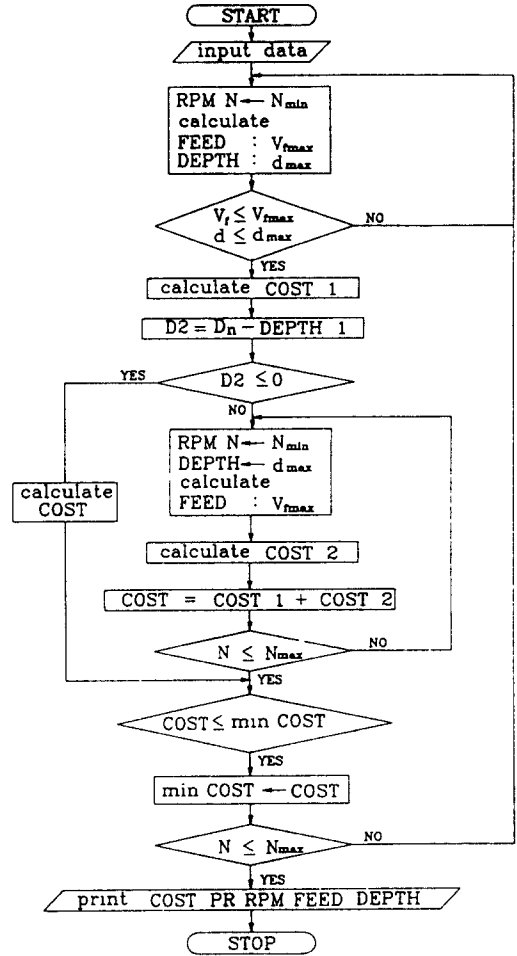 START
input data
RPM N ← Nmin
calculate
FEED : Vfmax
DEPTH : dmax
Vf ≤ Vfmax
d ≤ dmax
NO
YES
calculate COST 1
D2 = Dn − DEPTH 1
YES
D2 ≤ 0
NO
RPM N ← Nmin
DEPTH ← dmax
calculate
FEED : Vfmax
calculate
COST
calculate COST 2
COST = COST 1 + COST 2
N ≤ Nmax
NO
YES
COST ≤ min COST
YES
min COST ← COST
N ≤ Nmax
NO
YES
print COST PR RPM FEED DEPTH
STOP